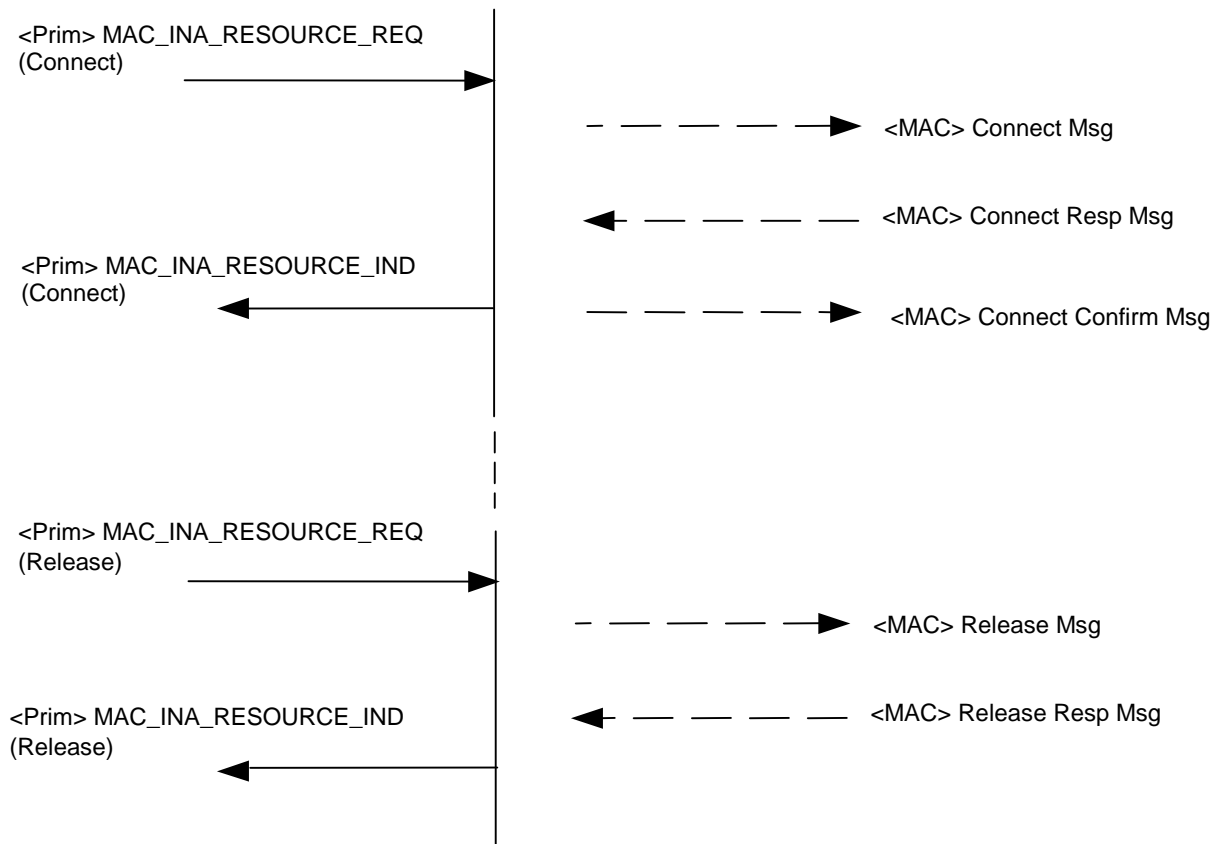 <Prim> MAC_INA_RESOURCE_REQ
(Connect)
<MAC> Connect Msg
<MAC> Connect Resp Msg
<Prim> MAC_INA_RESOURCE_IND
(Connect)
<MAC> Connect Confirm Msg
<Prim> MAC_INA_RESOURCE_REQ
(Release)
<MAC> Release Msg
<Prim> MAC_INA_RESOURCE_IND
(Release)
<MAC> Release Resp Msg